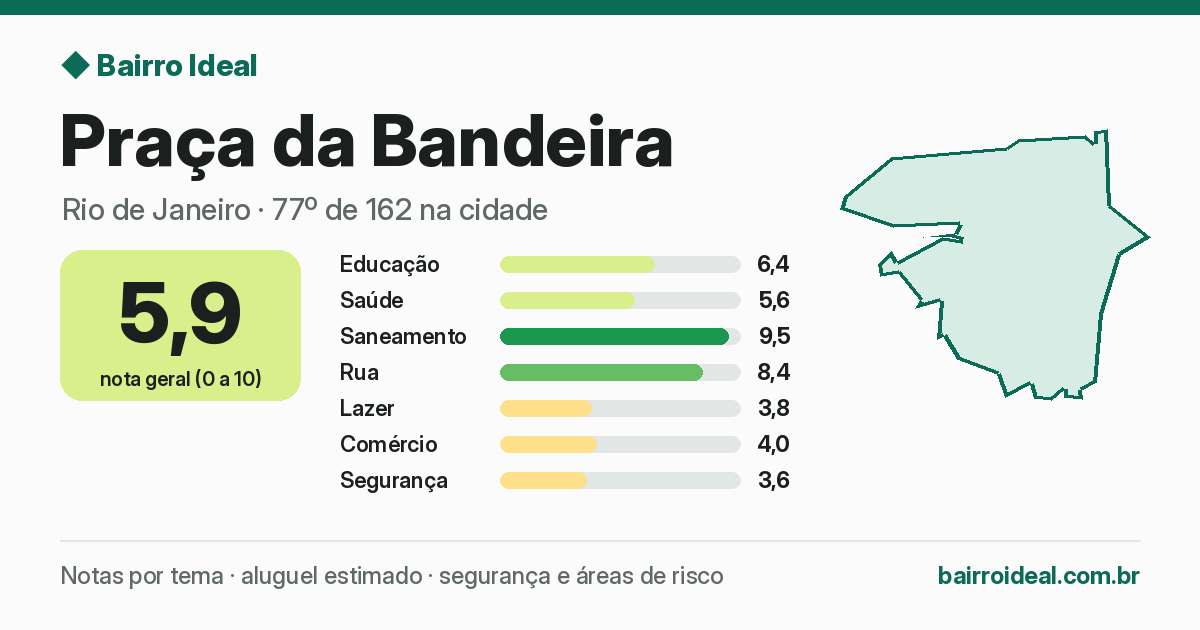 Bairro Ideal
Praça da Bandeira
Rio de Janeiro · 77º de 162 na cidade
5,9
nota geral (0 a 10)
Educação 6,4
Saúde 5,6
Saneamento 9,5
Rua 8,4
Lazer 3,8
Comércio 4,0
Segurança 3,6
Notas por tema · aluguel estimado · segurança e áreas de risco
bairroideal.com.br